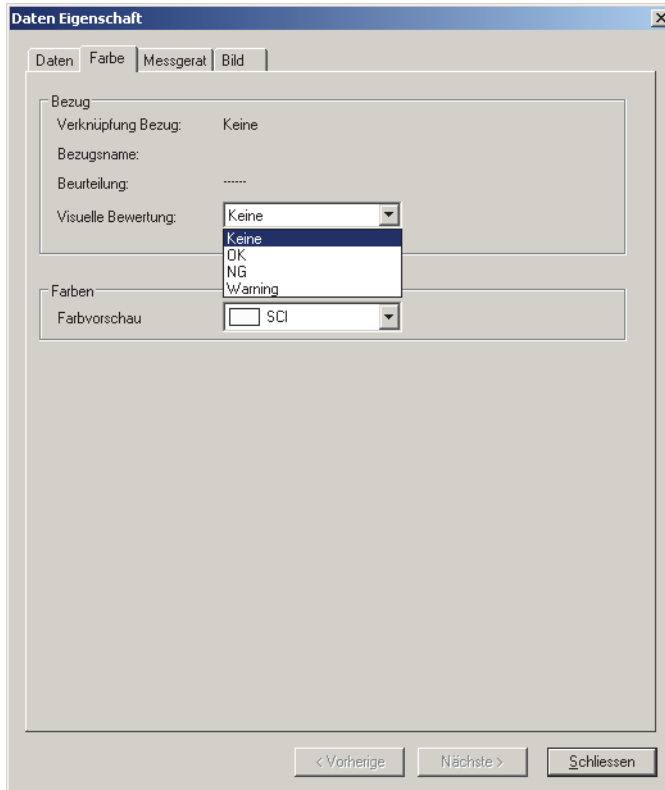 Daten Eigenschaft
Daten Farbe Messgerat Bild
Bezug
Verknüpfung Bezug: Keine
Bezugsname:
Beurteilung: ------
Visuelle Bewertung: Keine
Keine
OK
NG
Warning
Farben
Farbvorschau SCI
< Vorherige Nächste > Schliessen